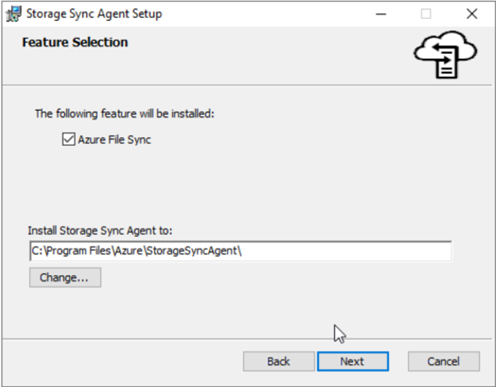 Storage Sync Agent Setup
Feature Selection
The following feature will be installed:
Azure File Sync
Install Storage Sync Agent to:
C:\Program Files\Azure\StorageSyncAgent\
Change...
Back Next Cancel